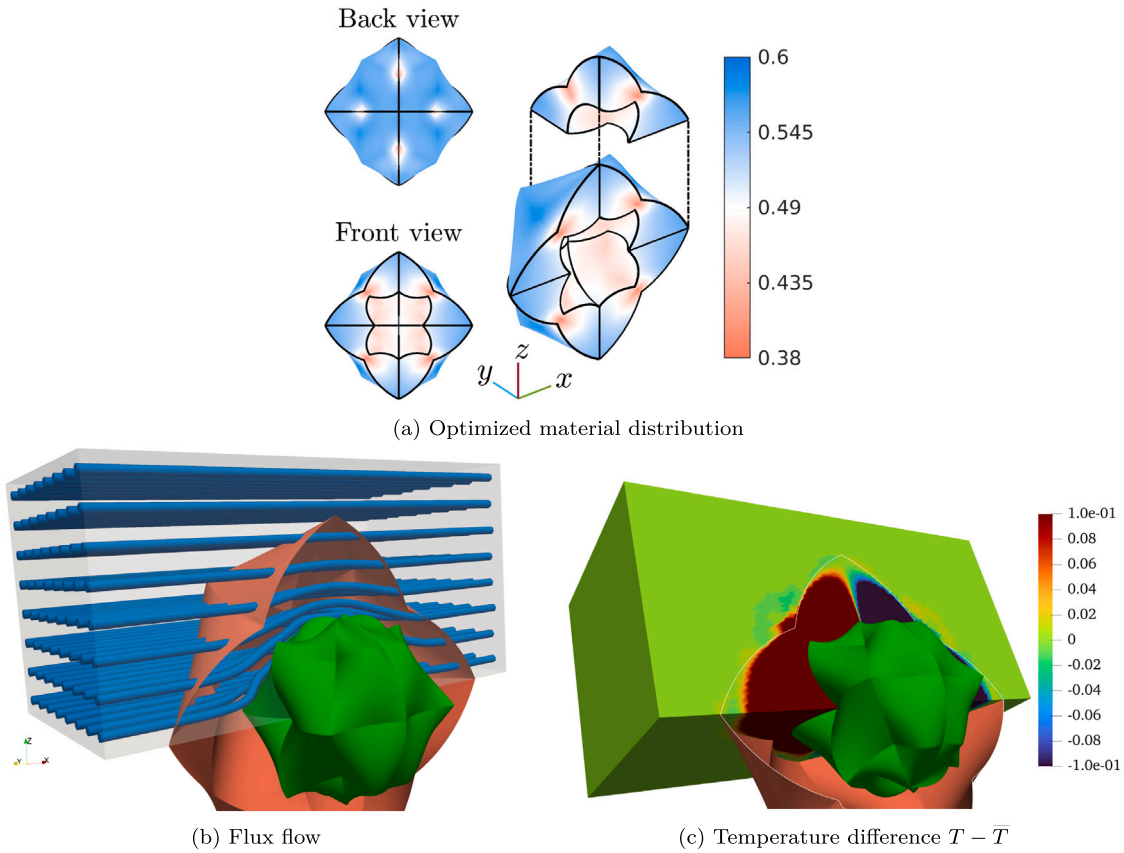 Back view
Front view
0.6
0.545
0.49
0.435
0.38
z
y
x
(a) Optimized material distribution
Z
Y
X
(b) Flux flow
1.0e-01
0.08
0.06
0.04
0.02
0
-0.02
-0.04
-0.06
-0.08
-1.0e-01
(c) Temperature difference T − T̅